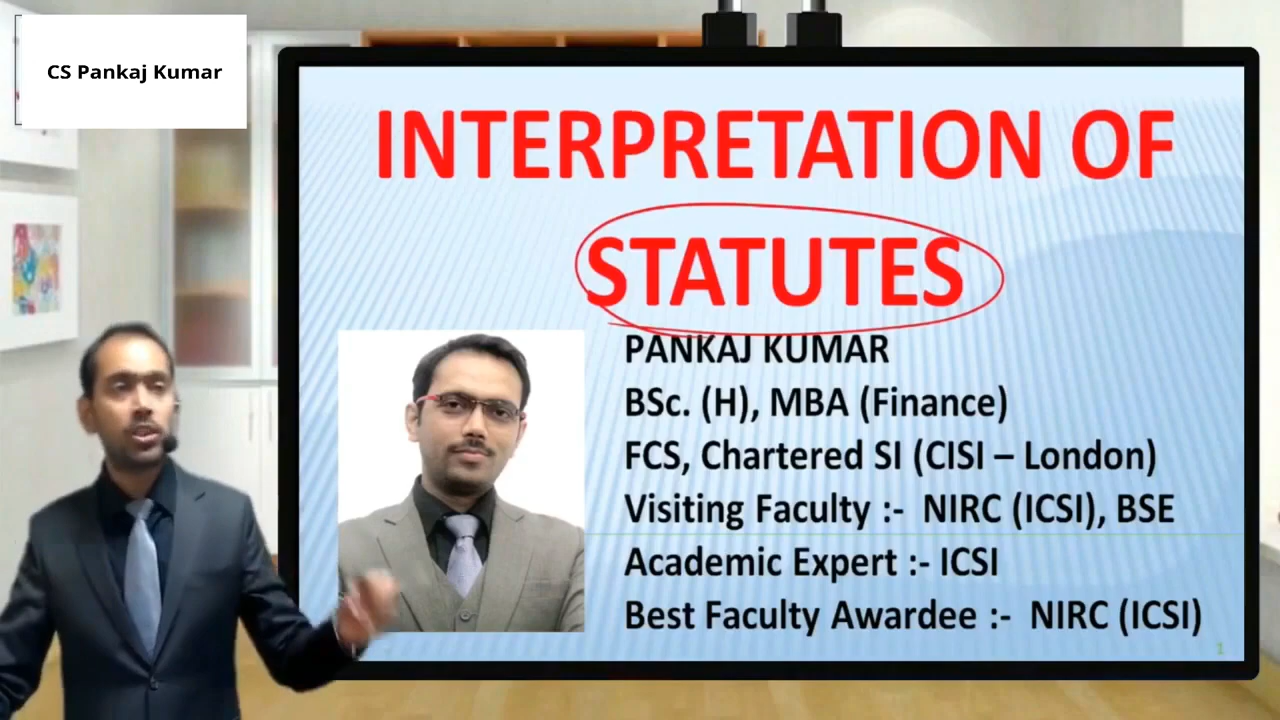 CS Pankaj Kumar
INTERPRETATION OF
STATUTES
PANKAJ KUMAR
BSc. (H), MBA (Finance)
FCS, Chartered SI (CISI – London)
Visiting Faculty :- NIRC (ICSI), BSE
Academic Expert :- ICSI
Best Faculty Awardee :- NIRC (ICSI)
1